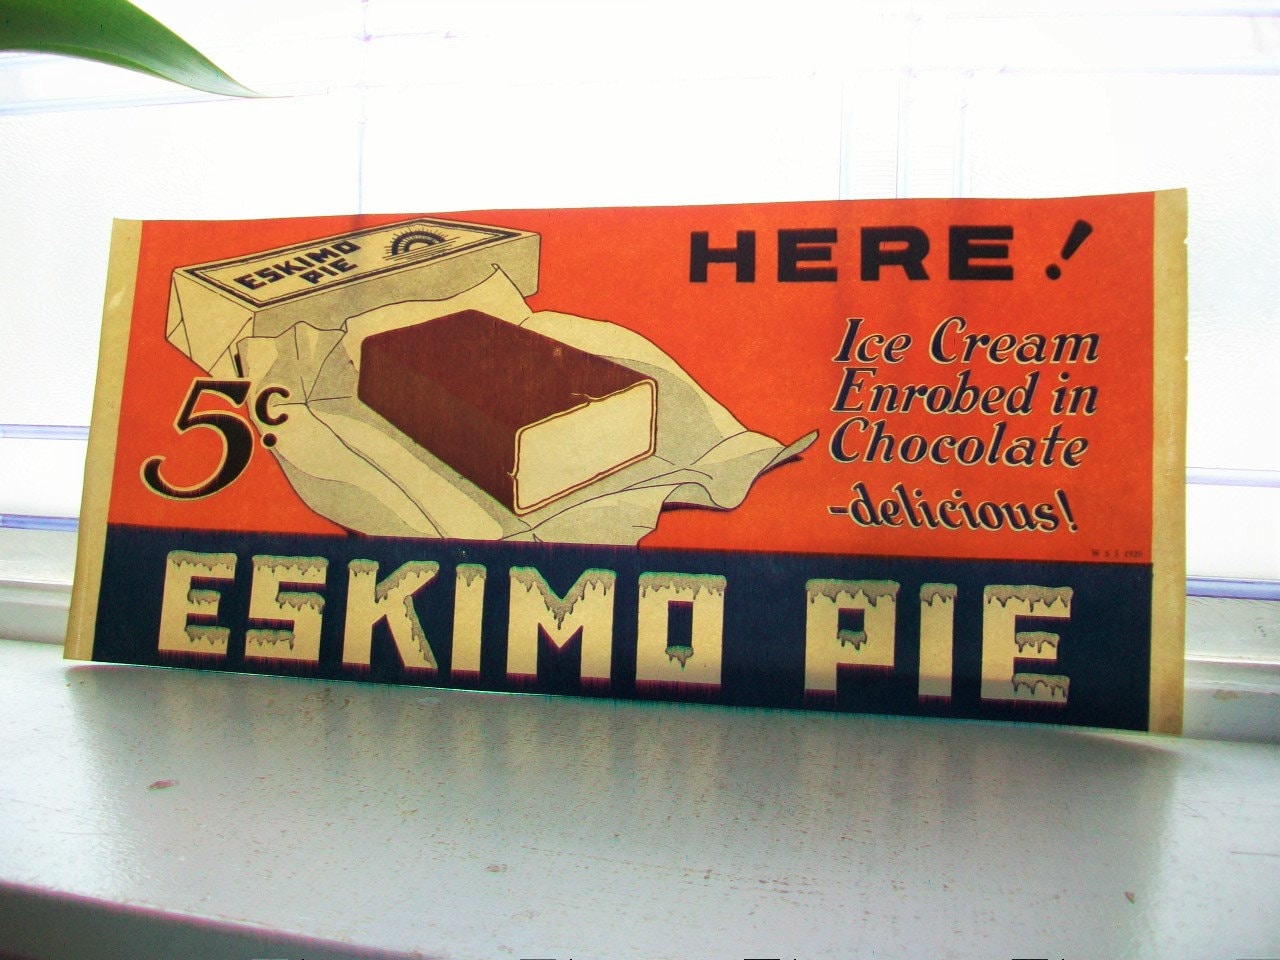 ESKIMO
PIE
HERE!
5¢
Ice Cream
Enrobed in
Chocolate
-delicious!
ESKIMO PIE